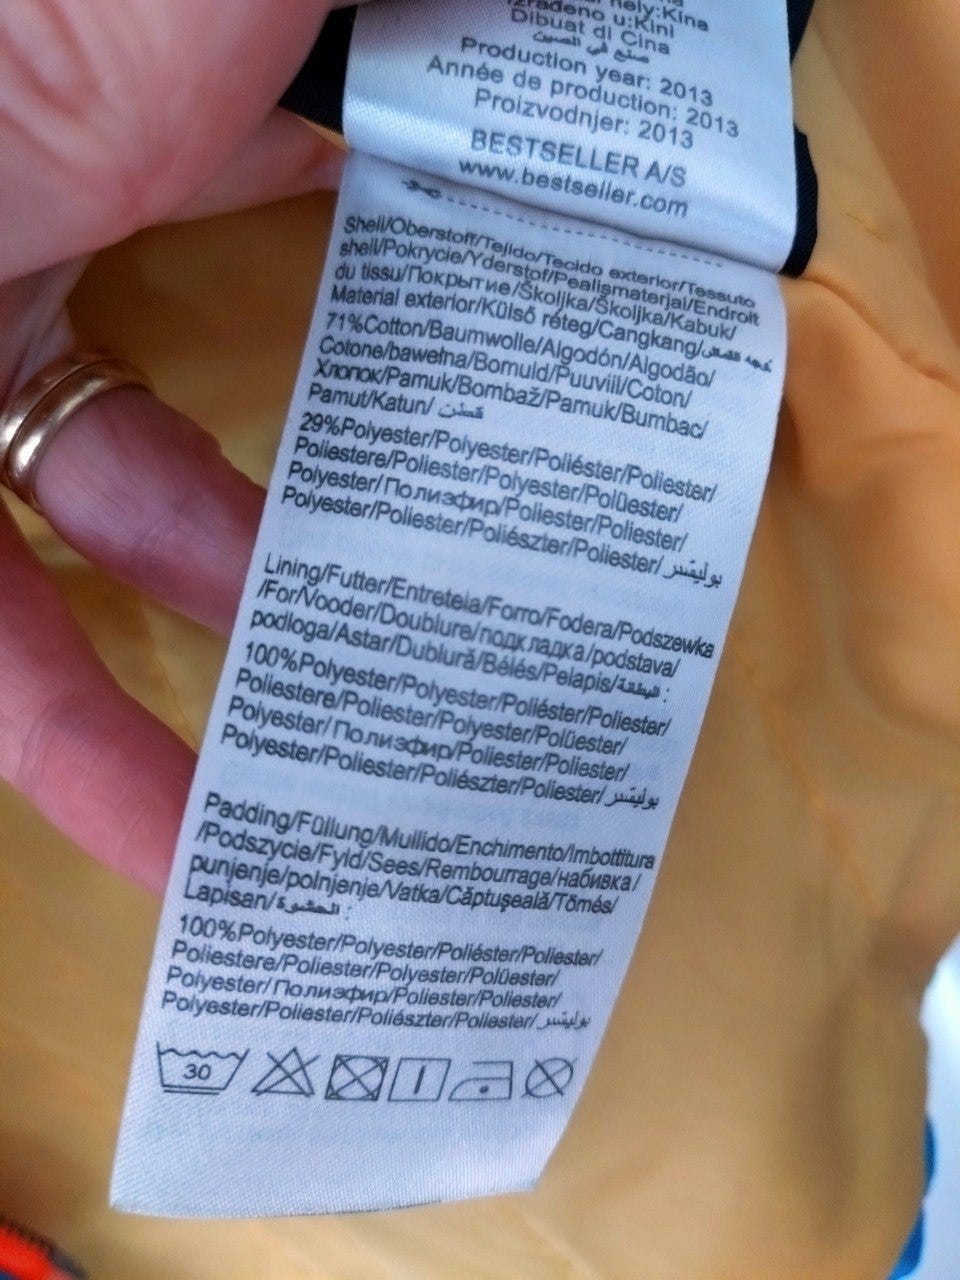 hely:Kina
Izrađeno u:Kini
Dibuat di Cina
صنع في الصين
Production year: 2013
Année de production: 2013
Proizvodnjer: 2013
BESTSELLER A/S
www.bestseller.com
Shell/Oberstoff/Tejido/Tecido exterior/Tessuto
shell/Pokrycie/Yderstof/Pealismaterjal/Endroit
du tissu/Покрытие/Školjka/Školjka/Kabuk/
Material exterior/Külső réteg/Cangkang/
71%Cotton/Baumwolle/Algodón/Algodão/
Cotone/bawełna/Bomuld/Puuviill/Coton/
Хлопок/Pamuk/Bombaž/Pamuk/Bumbac/
Pamut/Katun/ قطن
29%Polyester/Polyester/Poliéster/Poliester/
Poliestere/Poliester/Polyester/Polüester/
Polyester/Полиэфир/Poliester/Poliester/
Polyester/Poliester/Poliészter/Poliester/ بوليستر
Lining/Futter/Entretela/Forro/Fodera/Podszewka
/For/Vooder/Doublure/подкладка/podstava/
podloga/Astar/Dublură/Bélés/Pelapis/البطانة :
100%Polyester/Polyester/Poliéster/Poliester/
Poliestere/Poliester/Polyester/Polüester/
Polyester/Полиэфир/Poliester/Poliester/
Polyester/Poliester/Poliészter/Poliester/ بوليستر
Padding/Füllung/Mullido/Enchimento/Imbottitura
/Podszycie/Fyld/Sees/Rembourrage/набивка/
punjenje/polnjenje/Vatka/Căptuşeală/Tömés/
Lapisan/الحشوة :
100%Polyester/Polyester/Poliéster/Poliester/
Poliestere/Poliester/Polyester/Polüester/
Polyester/Полиэфир/Poliester/Poliester/
Polyester/Poliester/Poliészter/Poliester/ بوليستر
30